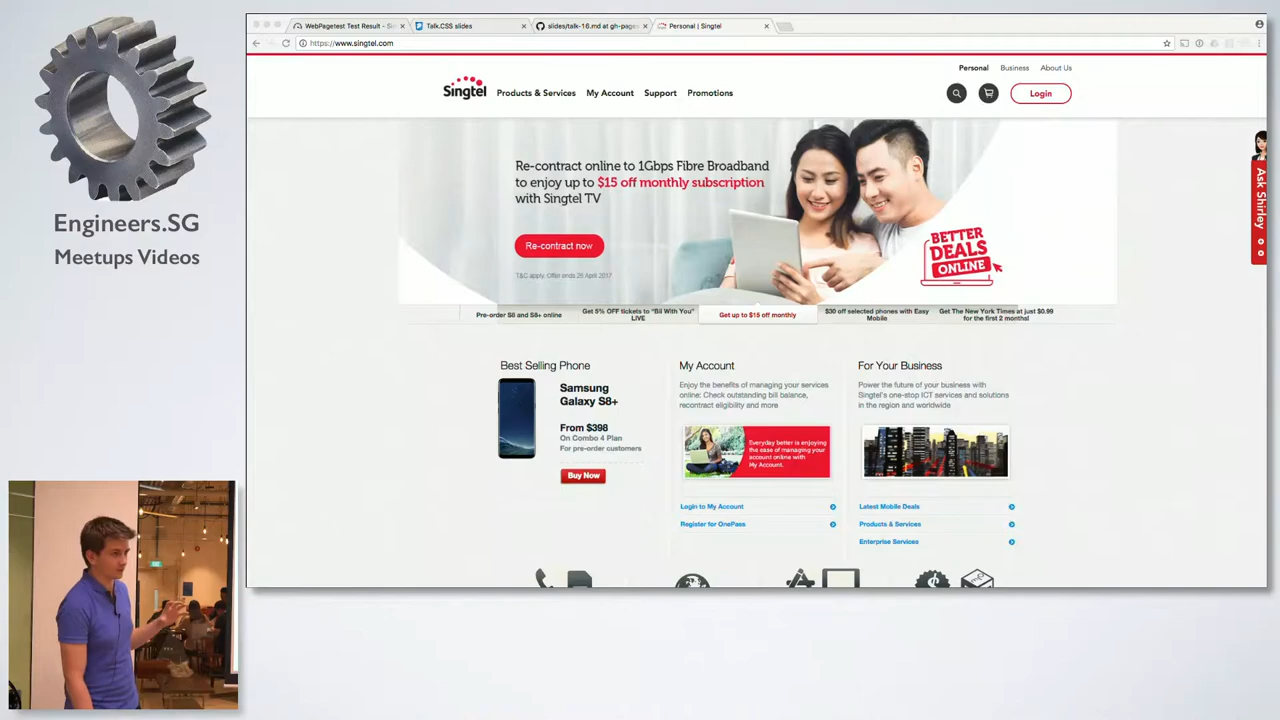 Engineers.SG
Meetups Videos
WebPagetest Test Result - Si
Talk.CSS slides
slides/talk-16.md at gh-pages
Personal | Singtel
https://www.singtel.com
Personal
Business
About Us
Singtel
Products & Services
My Account
Support
Promotions
Login
Re-contract online to 1Gbps Fibre Broadband
to enjoy up to $15 off monthly subscription
with Singtel TV
Re-contract now
T&C apply. Offer ends 25 April 2017.
BETTER
DEALS
ONLINE
Ask Shirley
Pre-order S8 and S8+ online
Get 5% OFF tickets to "Bil With You"
LIVE
Get up to $15 off monthly
$30 off selected phones with Easy
Mobile
Get The New York Times at just $0.99
for the first 2 months!
Best Selling Phone
Samsung
Galaxy S8+
From $398
On Combo 4 Plan
For pre-order customers
Buy Now
My Account
Enjoy the benefits of managing your services
online: Check outstanding bill balance,
recontract eligibility and more
Everyday better is enjoying
the ease of managing your
account online with
My Account.
Login to My Account
Register for OnePass
For Your Business
Power the future of your business with
Singtel's one-stop ICT services and solutions
in the region and worldwide
Latest Mobile Deals
Products & Services
Enterprise Services